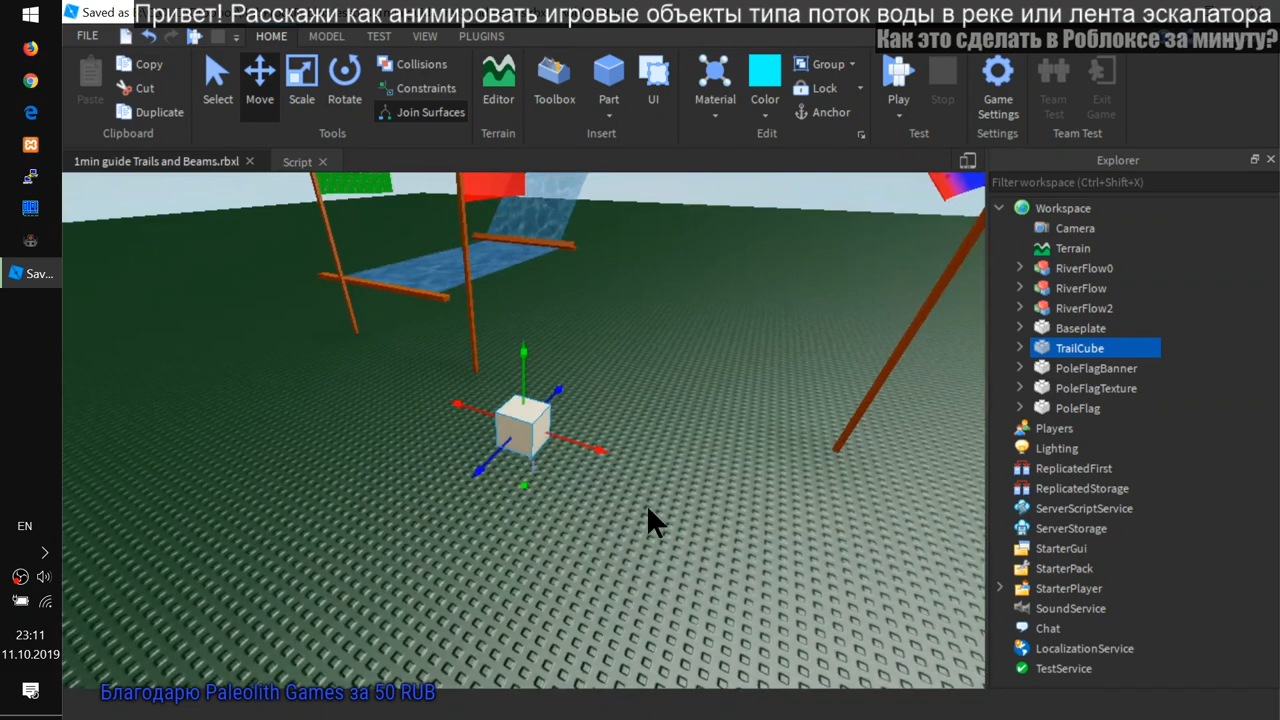 Saved as
Привет! Расскажи как анимировать игровые объекты типа поток воды в реке или лента эскалатора
Как это сделать в Роблоксе за минуту?
FILE
HOME
MODEL
TEST
VIEW
PLUGINS
Paste
Copy
Cut
Duplicate
Clipboard
Select
Move
Scale
Rotate
Collisions
Constraints
Join Surfaces
Tools
Editor
Terrain
Toolbox
Part
UI
Insert
Material
Color
Group
Lock
Anchor
Edit
Play
Stop
Test
Game Settings
Settings
Team Test
Exit Game
Team Test
1min guide Trails and Beams.rbxl
Script
Explorer
Filter workspace (Ctrl+Shift+X)
Workspace
Camera
Terrain
RiverFlow0
RiverFlow
RiverFlow2
Baseplate
TrailCube
PoleFlagBanner
PoleFlagTexture
PoleFlag
Players
Lighting
ReplicatedFirst
ReplicatedStorage
ServerScriptService
ServerStorage
StarterGui
StarterPack
StarterPlayer
SoundService
Chat
LocalizationService
TestService
Sav...
EN
23:11
11.10.2019
Благодарю Paleolith Games за 50 RUB